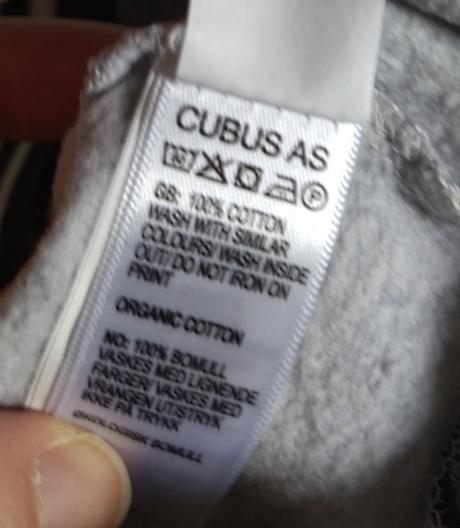 CUBUS AS
GB: 100% COTTON
WASH WITH SIMILAR
COLOURS/ WASH INSIDE
OUT/ DO NOT IRON ON
PRINT
ORGANIC COTTON
NO: 100% BOMULL
VASKES MED LIGNENDE
FARGER/ VASKES MED
VRANGEN UT/STRYK
IKKE PÅ TRYKK
ØKOLOGISK BOMULL